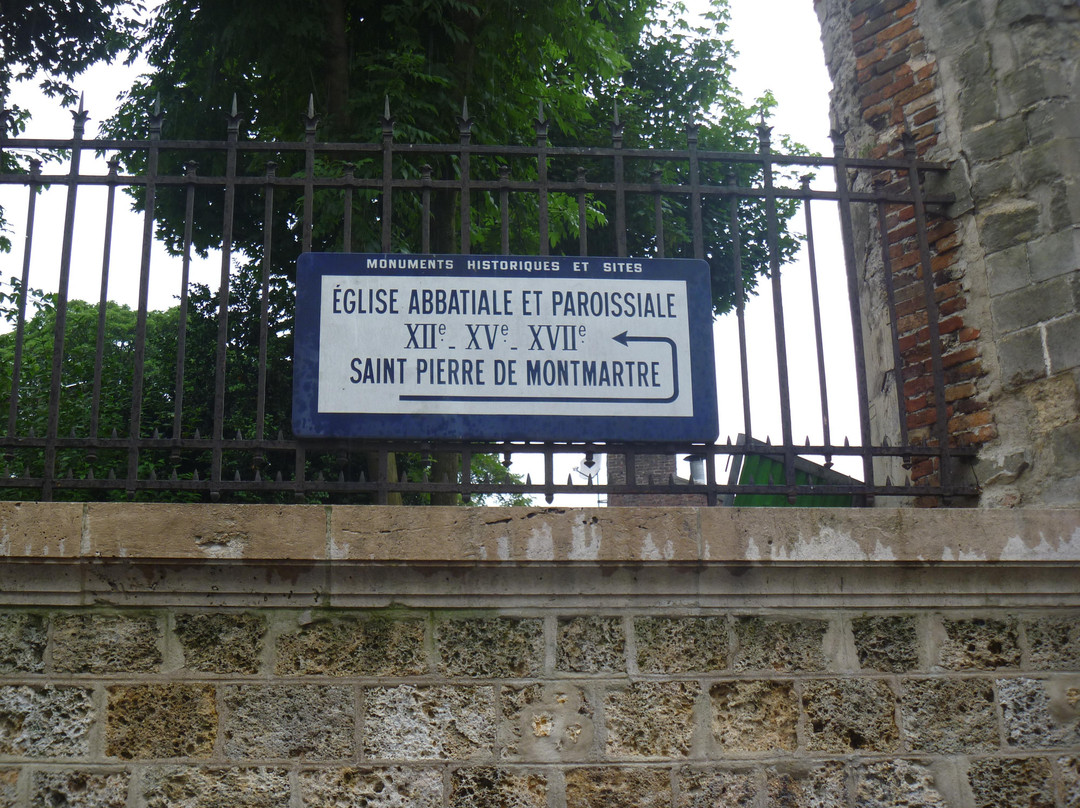 MONUMENTS HISTORIQUES ET SITES
ÉGLISE ABBATIALE ET PAROISSIALE
XIIe - XVe - XVIIe
SAINT PIERRE DE MONTMARTRE